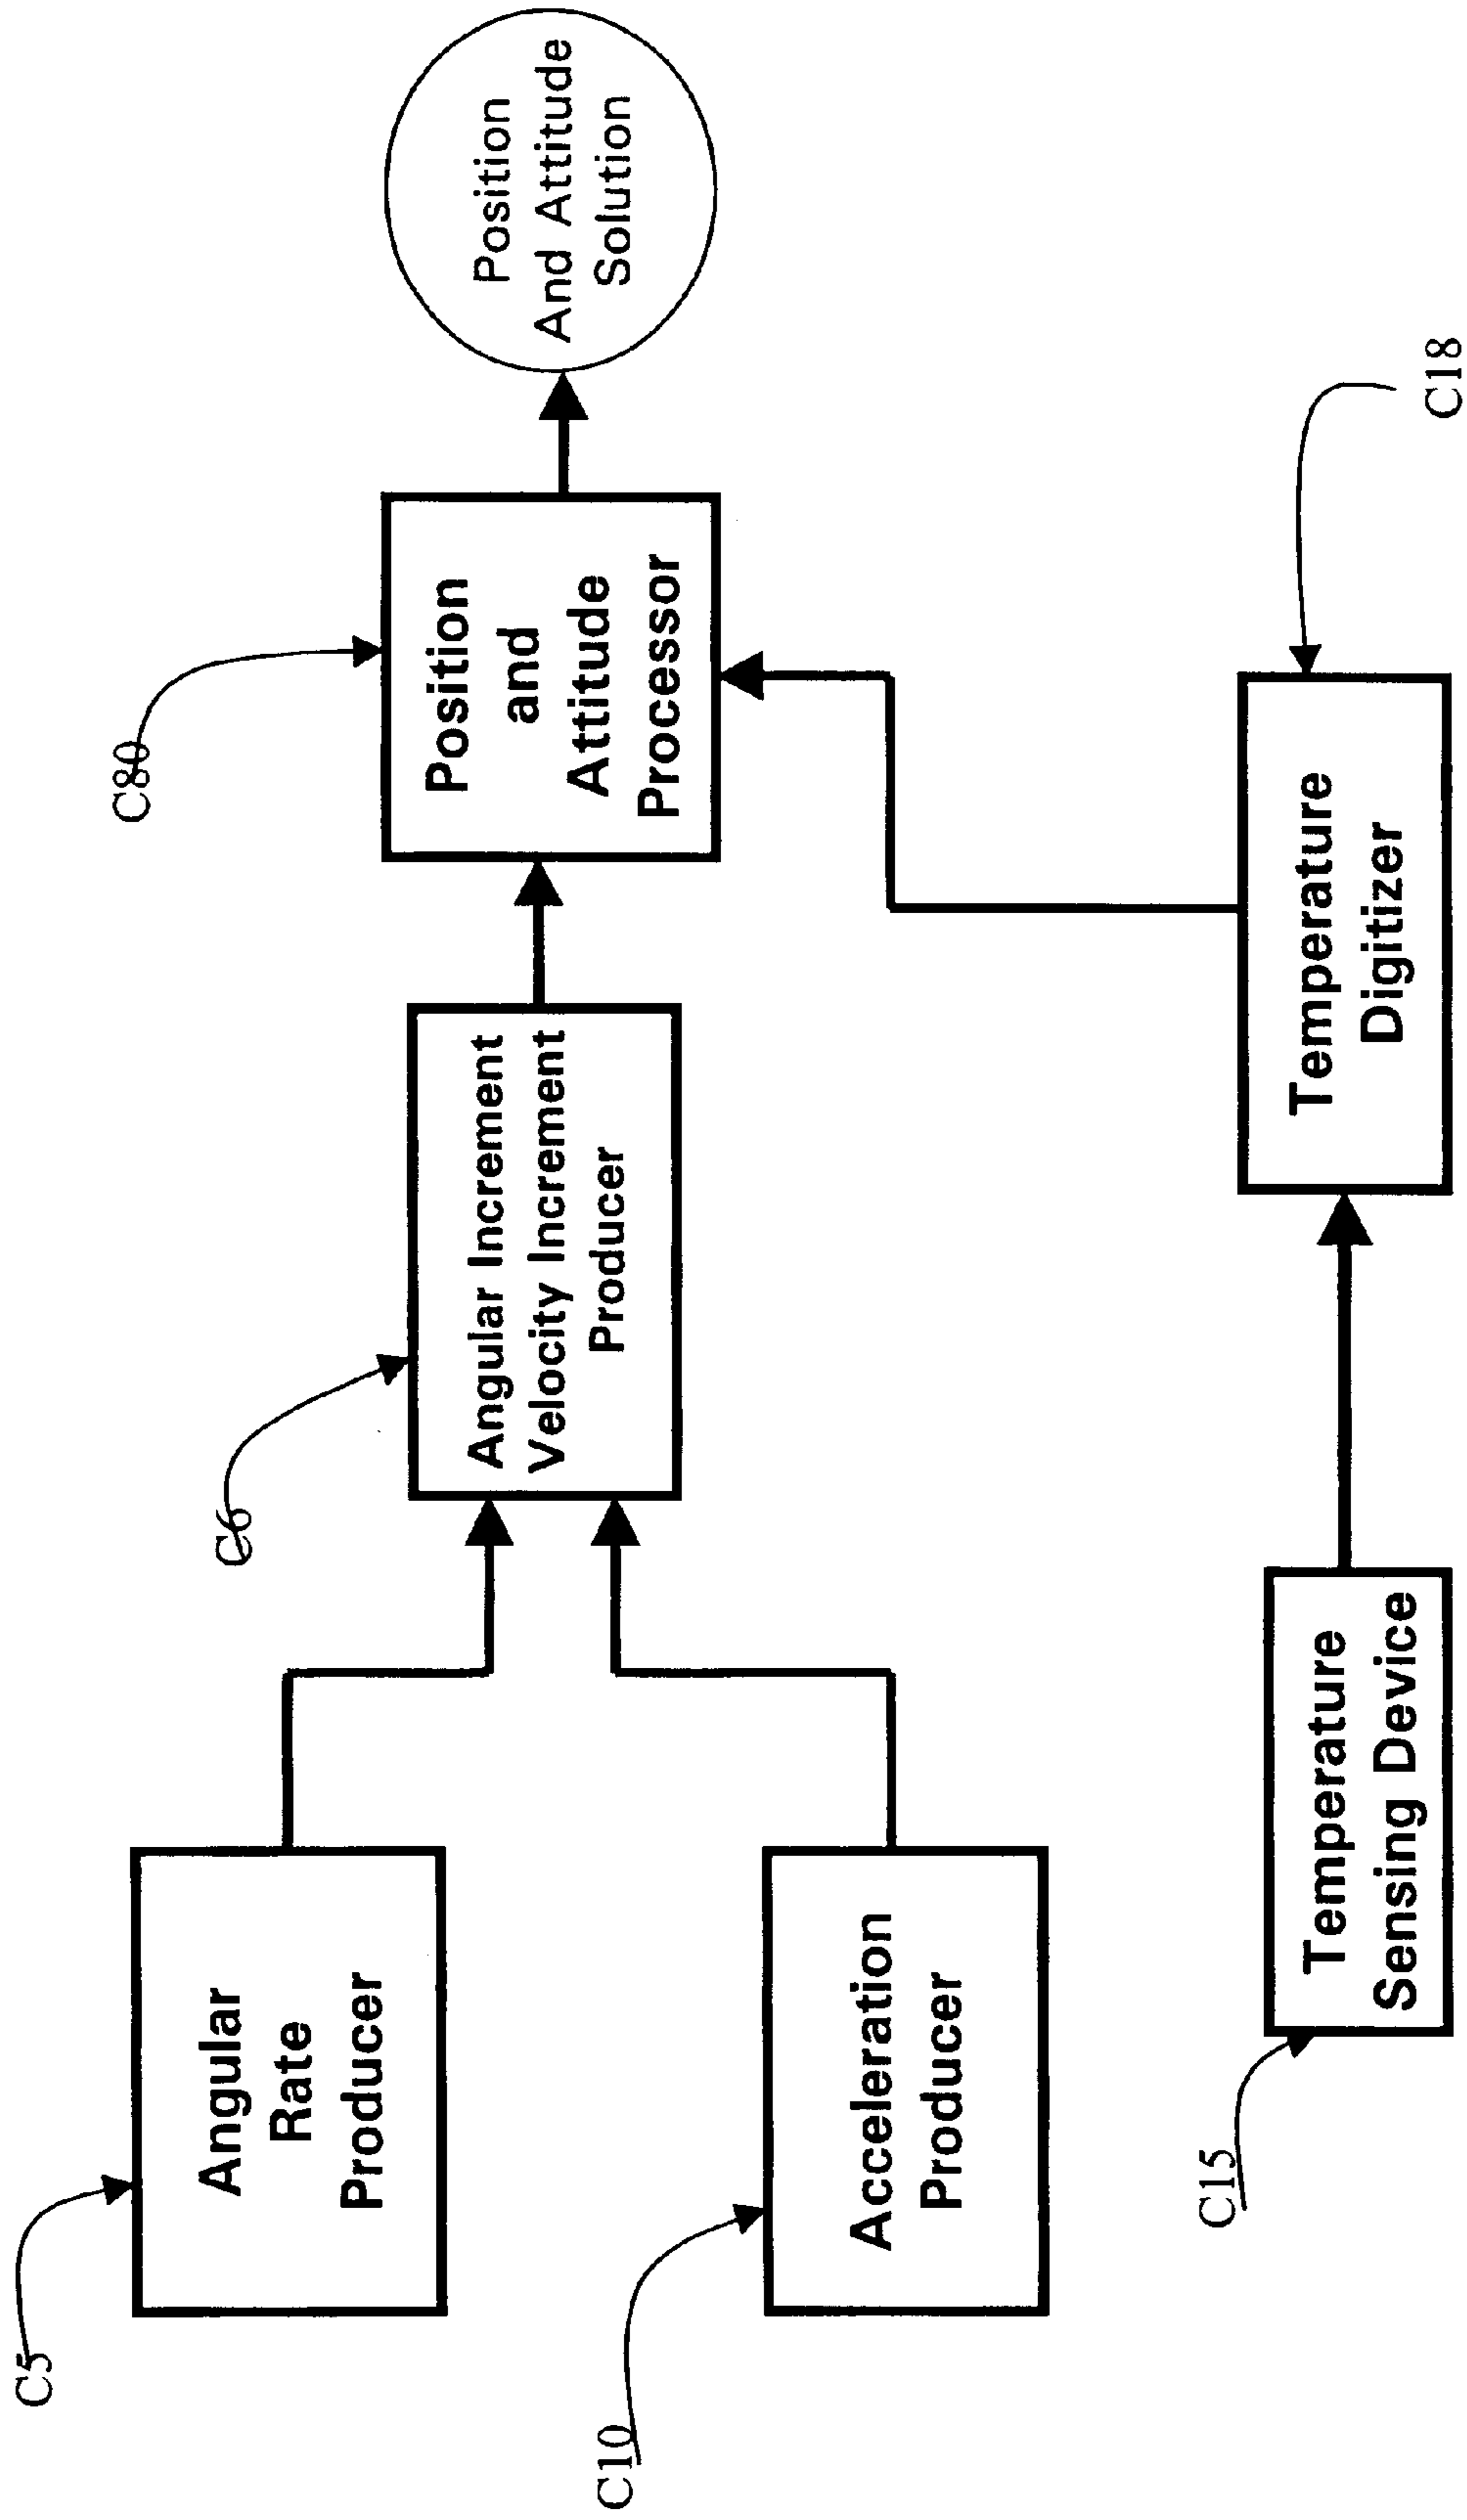 C5
Angular
Rate
Producer
C10
Acceleration
Producer
C6
Angular Increment
Velocity Increment
Producer
C80
Position
and
Attitude
Processor
Position
And Attitude
Solution
C15
Temperature
Sensing Device
Temperature
Digitizer
C18